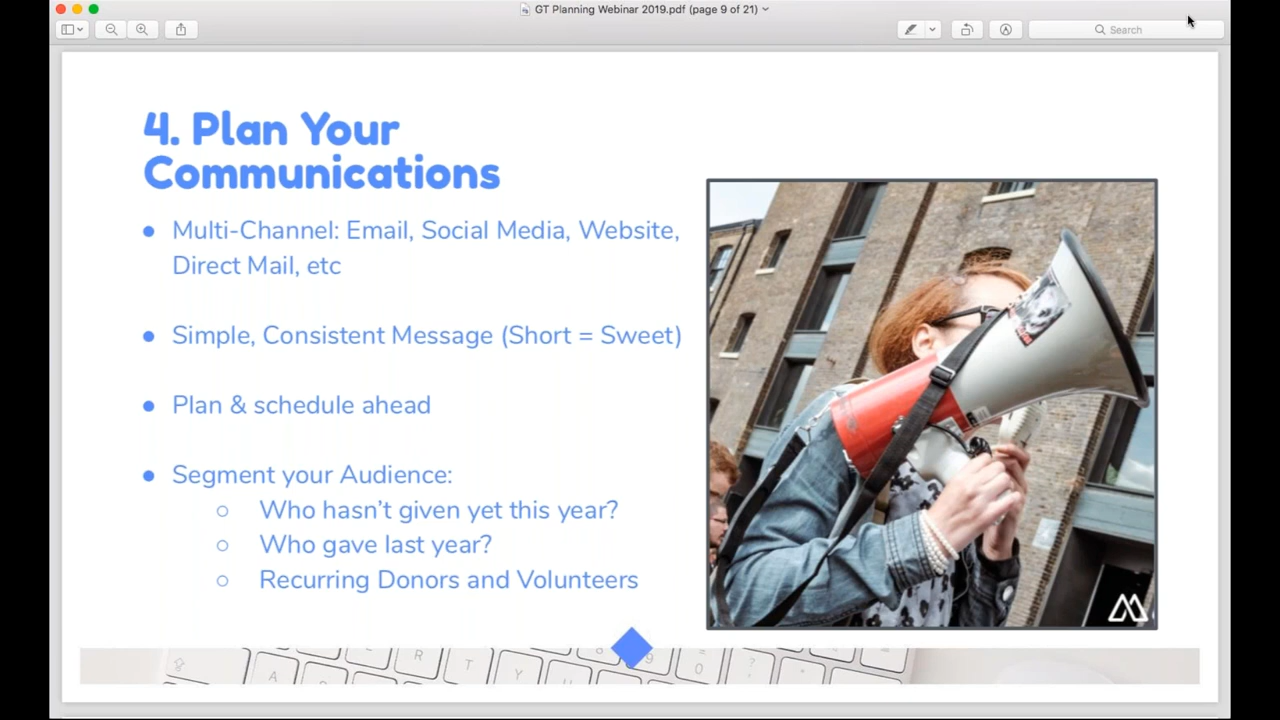 GT Planning Webinar 2019.pdf (page 9 of 21)
Search
4. Plan Your
Communications
● Multi-Channel: Email, Social Media, Website,
Direct Mail, etc
● Simple, Consistent Message (Short = Sweet)
● Plan & schedule ahead
● Segment your Audience:
○ Who hasn't given yet this year?
○ Who gave last year?
○ Recurring Donors and Volunteers
R
T
Y
U
9
0
?
A